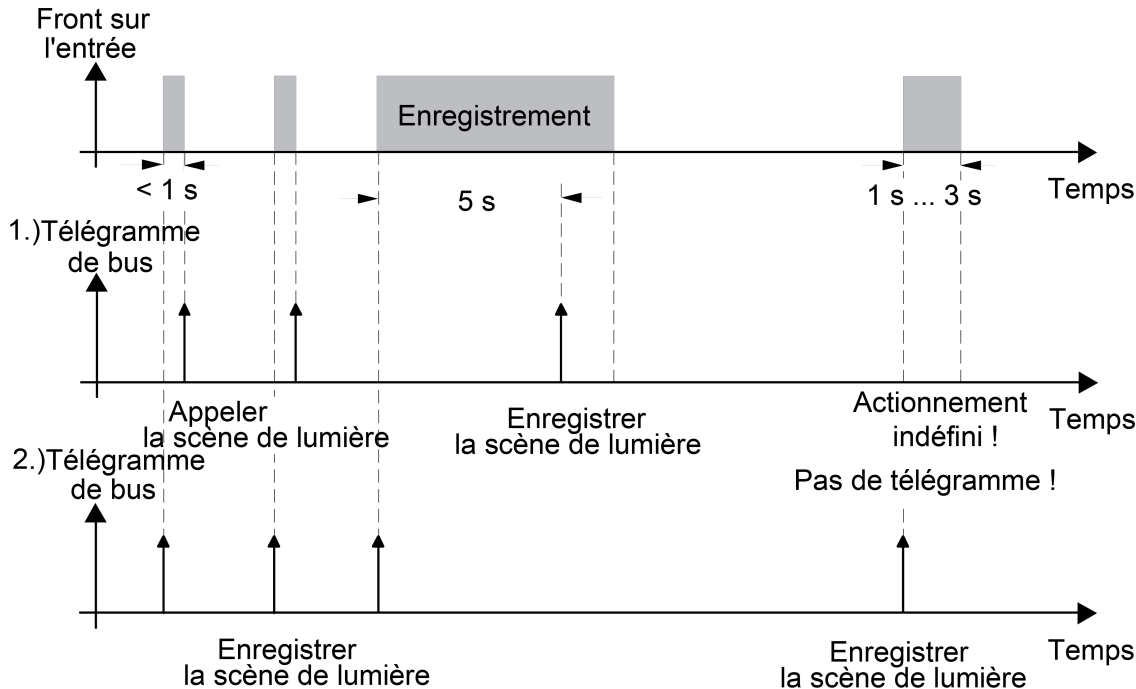 Front sur
l'entrée
Enregistrement
< 1 s
5 s
1 s ... 3 s
Temps
1.)Télégramme
de bus
Appeler
la scène de lumière
Enregistrer
la scène de lumière
Actionnement
indéfini !
Temps
Pas de télégramme !
2.)Télégramme
de bus
Enregistrer
la scène de lumière
Enregistrer
la scène de lumière
Temps